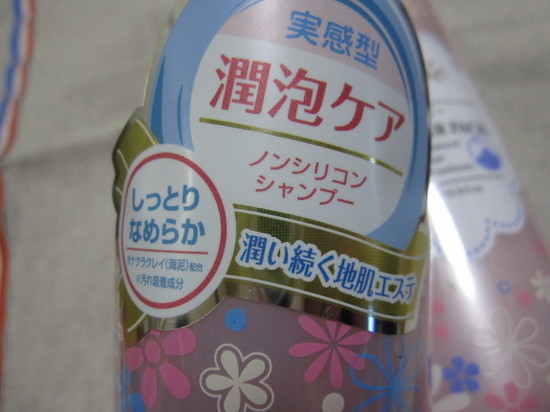 実感型
潤泡ケア
ノンシリコン
シャンプー
しっとり
なめらか
タナクラクレイ(海泥)配合
※汚れ吸着成分
潤い続く地肌エステ
PACK